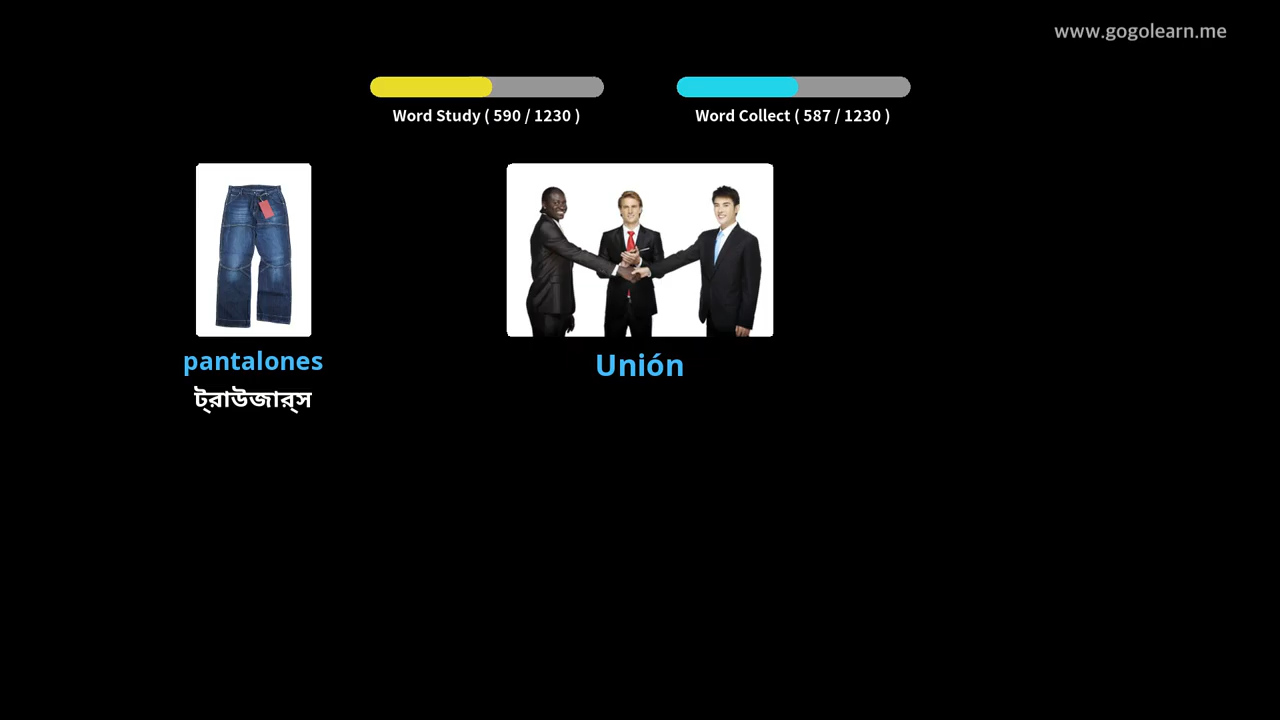 www.gogolearn.me
Word Study ( 590 / 1230 )
Word Collect ( 587 / 1230 )
pantalones
ট্রাউজার্স
Unión